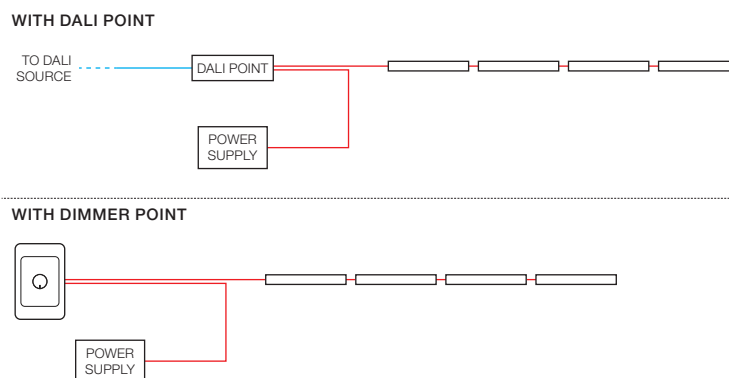 WITH DALI POINT
TO DALI
SOURCE
DALI POINT
POWER
SUPPLY
WITH DIMMER POINT
POWER
SUPPLY